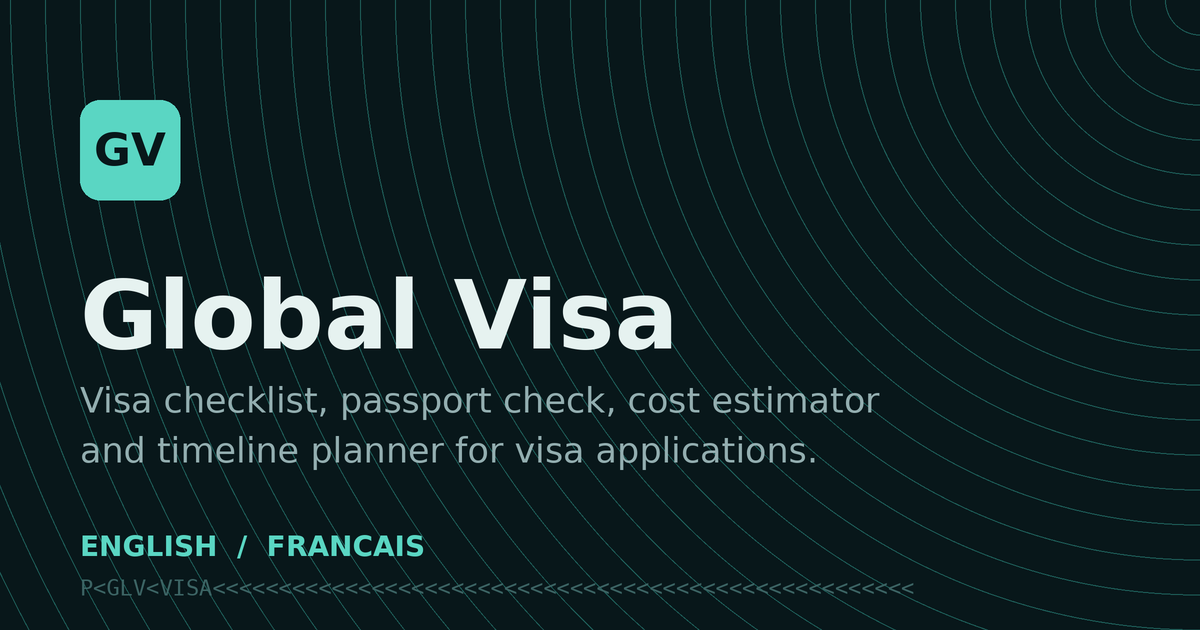 GV
Global Visa
Visa checklist, passport check, cost estimator
and timeline planner for visa applications.
ENGLISH / FRANCAIS
P<GLV<VISA<<<<<<<<<<<<<<<<<<<<<<<<<<<<<<<<<<<<<<<<<<<<<<<<<<<<<